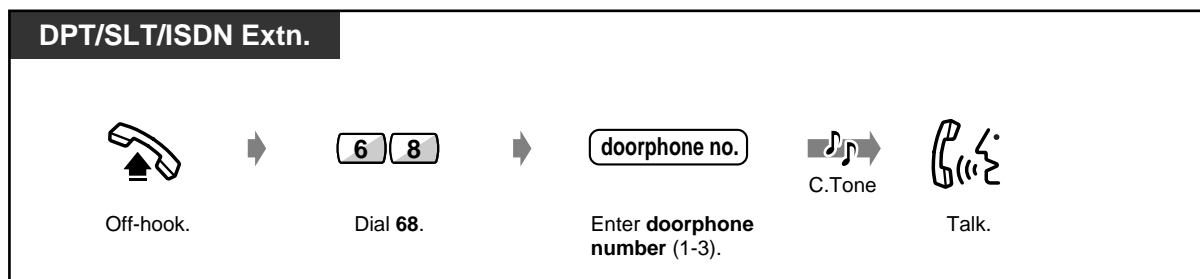 DPT/SLT/ISDN Extn.
6 8
doorphone no.
C.Tone
Off-hook.
Dial 68.
Enter doorphone
number (1-3).
Talk.